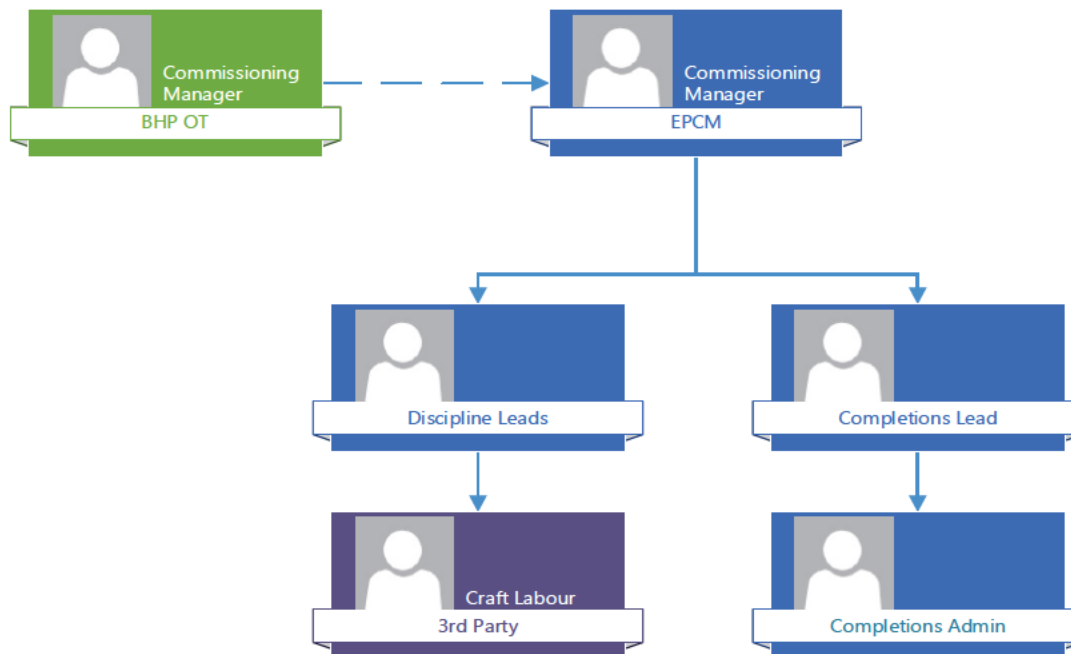 Commissioning
Manager
BHP OT
Commissioning
Manager
EPCM
Discipline Leads
Completions Lead
Craft Labour
3rd Party
Completions Admin